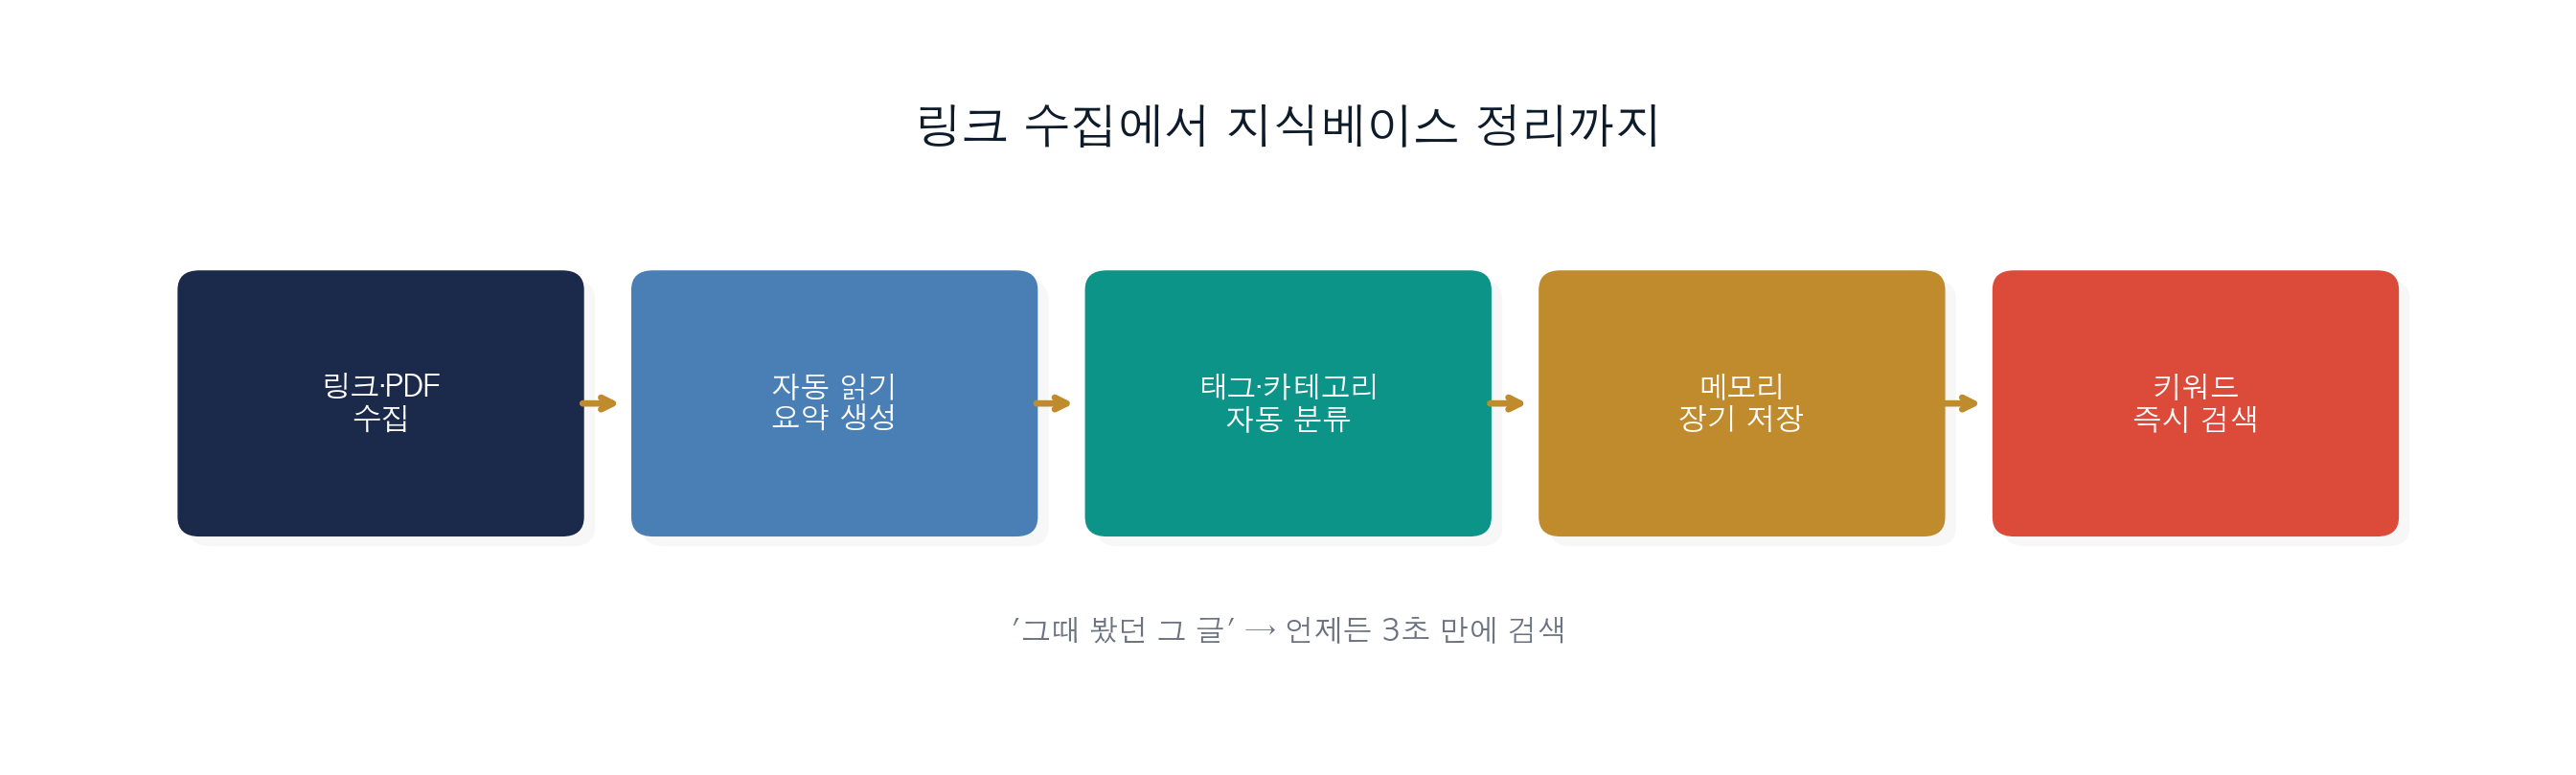 링크 수집에서 지식베이스 정리까지
링크·PDF
수집
자동 읽기
요약 생성
태그·카테고리
자동 분류
메모리
장기 저장
키워드
즉시 검색
'그때 봤던 그 글' → 언제든 3초 만에 검색